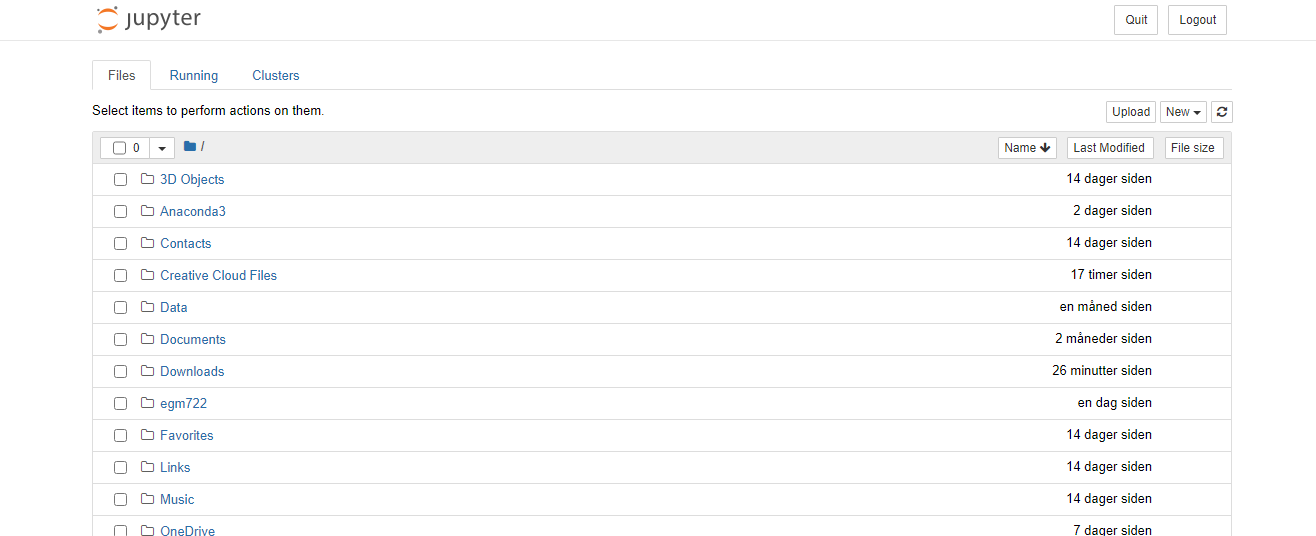 jupyter
Quit
Logout
Files
Running
Clusters
Select items to perform actions on them.
Upload
New
0
/
Name
Last Modified
File size
3D Objects 14 dager siden
Anaconda3 2 dager siden
Contacts 14 dager siden
Creative Cloud Files 17 timer siden
Data en måned siden
Documents 2 måneder siden
Downloads 26 minutter siden
egm722 en dag siden
Favorites 14 dager siden
Links 14 dager siden
Music 14 dager siden
OneDrive 7 dager siden